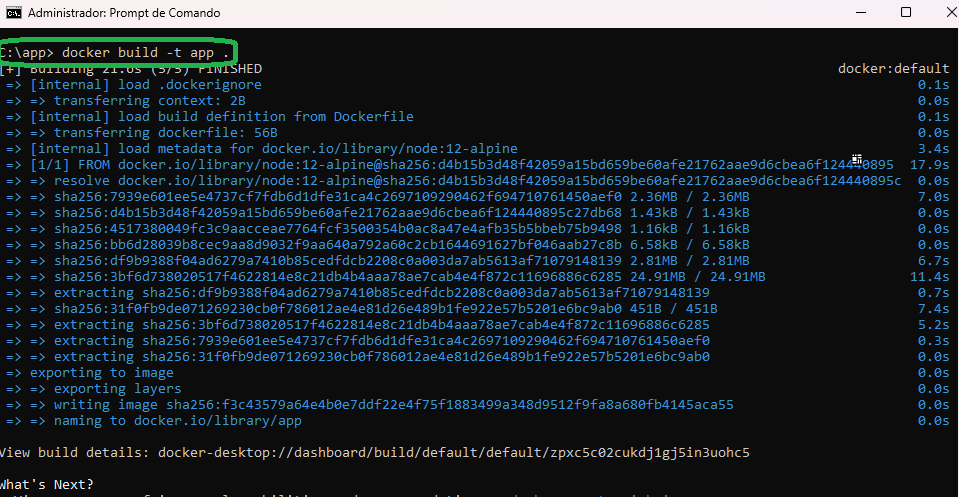 Administrador: Prompt de Comando
C:\app> docker build -t app .
[+] Building 21.6s (5/5) FINISHED docker:default
=> [internal] load .dockerignore 0.1s
=> => transferring context: 2B 0.0s
=> [internal] load build definition from Dockerfile 0.1s
=> => transferring dockerfile: 56B 0.0s
=> [internal] load metadata for docker.io/library/node:12-alpine 3.4s
=> [1/1] FROM docker.io/library/node:12-alpine@sha256:d4b15b3d48f42059a15bd659be60afe21762aae9d6cbea6f124440895 17.9s
=> => resolve docker.io/library/node:12-alpine@sha256:d4b15b3d48f42059a15bd659be60afe21762aae9d6cbea6f124440895c 0.0s
=> => sha256:7939e601ee5e4737cf7fdb6d1dfe31ca4c2697109290462f694710761450aef0 2.36MB / 2.36MB 7.0s
=> => sha256:d4b15b3d48f42059a15bd659be60afe21762aae9d6cbea6f124440895c27db68 1.43kB / 1.43kB 0.0s
=> => sha256:4517380049fc3c9aacceae7764fcf3500354b0ac8a47e4afb35b5bbeb75b9498 1.16kB / 1.16kB 0.0s
=> => sha256:bb6d28039b8cec9aa8d9032f9aa640a792a60c2cb1644691627bf046aab27c8b 6.58kB / 6.58kB 0.0s
=> => sha256:df9b9388f04ad6279a7410b85cedfdcb2208c0a003da7ab5613af71079148139 2.81MB / 2.81MB 6.7s
=> => sha256:3bf6d738020517f4622814e8c21db4b4aaa78ae7cab4e4f872c11696886c6285 24.91MB / 24.91MB 11.4s
=> => extracting sha256:df9b9388f04ad6279a7410b85cedfdcb2208c0a003da7ab5613af71079148139 0.7s
=> => sha256:31f0fb9de071269230cb0f786012ae4e81d26e489b1fe922e57b5201e6bc9ab0 451B / 451B 7.4s
=> => extracting sha256:3bf6d738020517f4622814e8c21db4b4aaa78ae7cab4e4f872c11696886c6285 5.2s
=> => extracting sha256:7939e601ee5e4737cf7fdb6d1dfe31ca4c2697109290462f694710761450aef0 0.3s
=> => extracting sha256:31f0fb9de071269230cb0f786012ae4e81d26e489b1fe922e57b5201e6bc9ab0 0.0s
=> exporting to image 0.0s
=> => exporting layers 0.0s
=> => writing image sha256:f3c43579a64e4b0e7ddf22e4f75f1883499a348d9512f9fa8a680fb4145aca55 0.0s
=> => naming to docker.io/library/app 0.0s
View build details: docker-desktop://dashboard/build/default/default/zpxc5c02cukdj1gj5in3uohc5
What's Next?